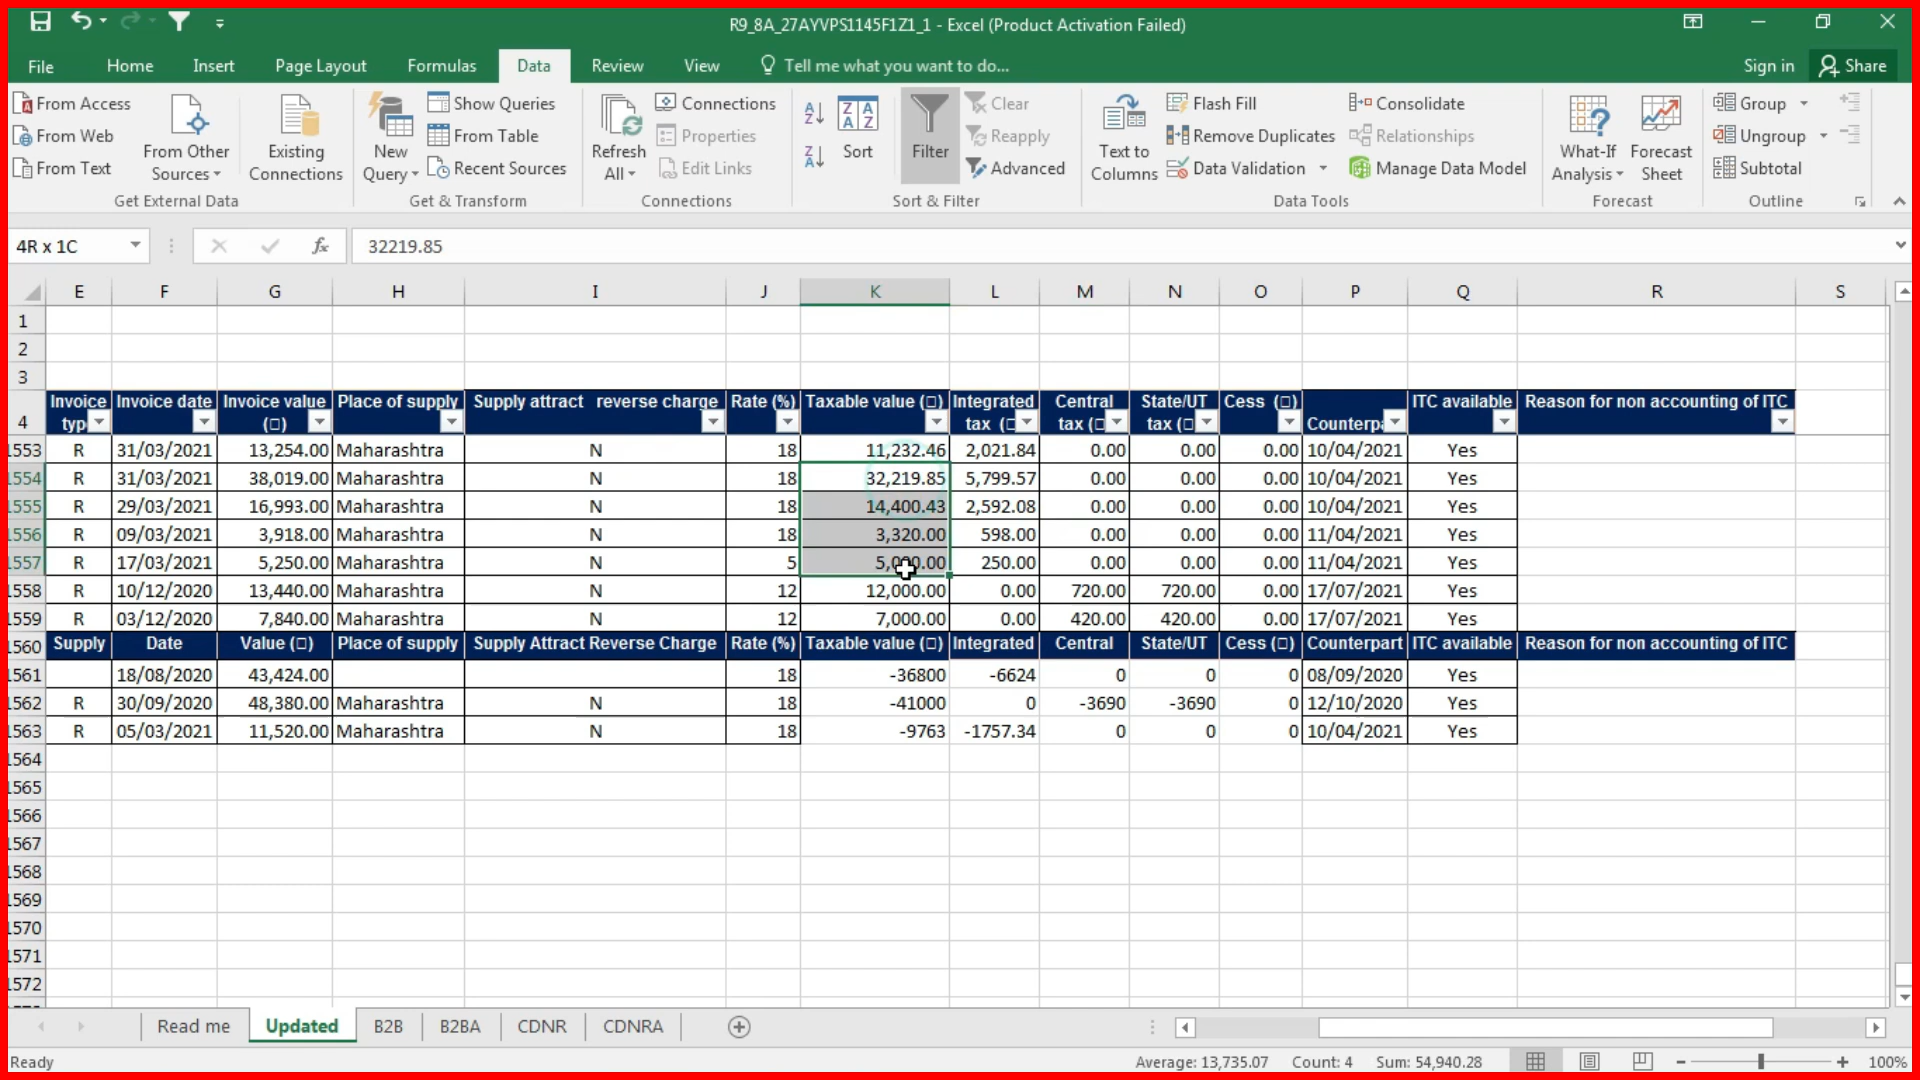 R9_8A_27AYVPS1145F1Z1_1 - Excel (Product Activation Failed)
File Home Insert Page Layout Formulas Data Review View Tell me what you want to do... Sign in Share
From Access
From Web
From Text
From Other Sources
Existing Connections
Get External Data
New Query
Show Queries
From Table
Recent Sources
Get & Transform
Refresh All
Connections
Properties
Edit Links
Connections
Sort
Filter
Clear
Reapply
Advanced
Sort & Filter
Text to Columns
Flash Fill
Remove Duplicates
Data Validation
Consolidate
Relationships
Manage Data Model
Data Tools
What-If Analysis
Forecast Sheet
Forecast
Group
Ungroup
Subtotal
Outline
4R x 1C fx 32219.85
E F G H I J K L M N O P Q R S
1
2
3
4 Invoice typ Invoice date Invoice value (▯) Place of supply Supply attract reverse charge Rate (%) Taxable value (▯) Integrated tax (▯ Central tax (▯ State/UT tax (▯ Cess (▯) Counterpa ITC available Reason for non accounting of ITC
1553 R 31/03/2021 13,254.00 Maharashtra N 18 11,232.46 2,021.84 0.00 0.00 0.00 10/04/2021 Yes
1554 R 31/03/2021 38,019.00 Maharashtra N 18 32,219.85 5,799.57 0.00 0.00 0.00 10/04/2021 Yes
1555 R 29/03/2021 16,993.00 Maharashtra N 18 14,400.43 2,592.08 0.00 0.00 0.00 10/04/2021 Yes
1556 R 09/03/2021 3,918.00 Maharashtra N 18 3,320.00 598.00 0.00 0.00 0.00 11/04/2021 Yes
1557 R 17/03/2021 5,250.00 Maharashtra N 5 5,000.00 250.00 0.00 0.00 0.00 11/04/2021 Yes
1558 R 10/12/2020 13,440.00 Maharashtra N 12 12,000.00 0.00 720.00 720.00 0.00 17/07/2021 Yes
1559 R 03/12/2020 7,840.00 Maharashtra N 12 7,000.00 0.00 420.00 420.00 0.00 17/07/2021 Yes
1560 Supply Date Value (▯) Place of supply Supply Attract Reverse Charge Rate (%) Taxable value (▯) Integrated Central State/UT Cess (▯) Counterpart ITC available Reason for non accounting of ITC
1561 18/08/2020 43,424.00 18 -36800 -6624 0 0 0 08/09/2020 Yes
1562 R 30/09/2020 48,380.00 Maharashtra N 18 -41000 0 -3690 -3690 0 12/10/2020 Yes
1563 R 05/03/2021 11,520.00 Maharashtra N 18 -9763 -1757.34 0 0 0 10/04/2021 Yes
1564
1565
1566
1567
1568
1569
1570
1571
1572
Read me Updated B2B B2BA CDNR CDNRA
Ready Average: 13,735.07 Count: 4 Sum: 54,940.28 100%